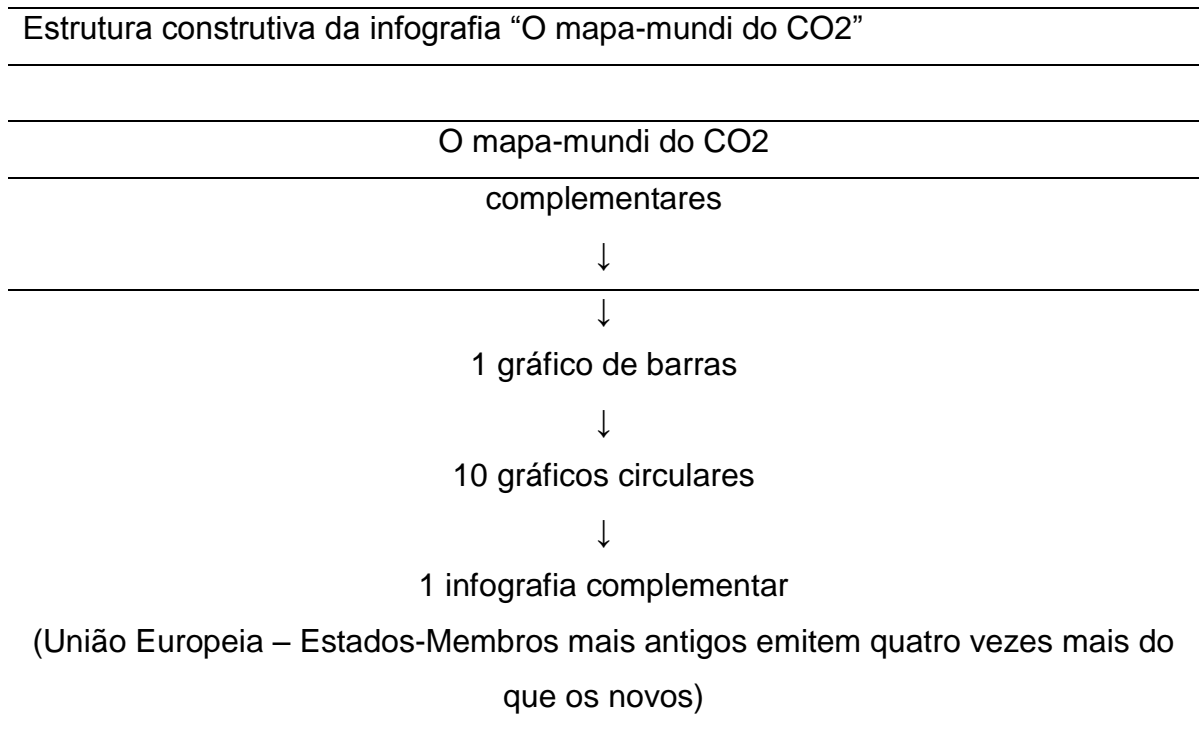 Estrutura construtiva da infografia “O mapa-mundi do CO2”
O mapa-mundi do CO2
complementares
↓
↓
1 gráfico de barras
↓
10 gráficos circulares
↓
1 infografia complementar
(União Europeia – Estados-Membros mais antigos emitem quatro vezes mais do
que os novos)